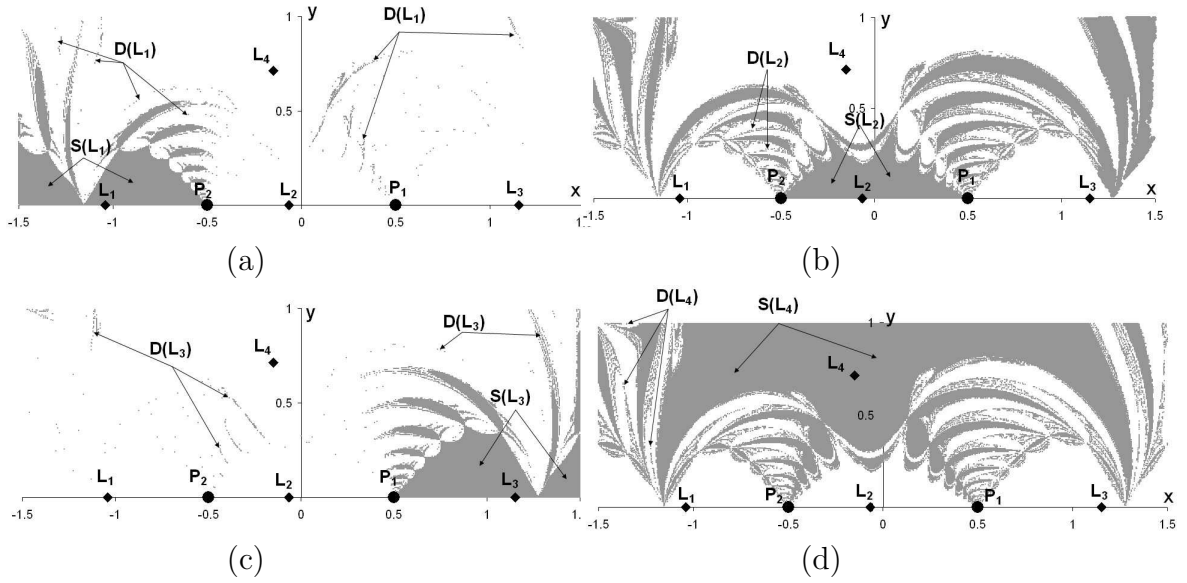 y
1
D(L₁)
D(L₁)
L₄
0.5
S(L₁)
L₁ P₂ L₂ P₁ L₃ x
-1.5 -1 -0.5 0 0.5 1 1.
(a)
y
1
L₄
D(L₂)
0.5
S(L₂)
L₁ P₂ L₂ P₁ L₃ x
-1.5 -1 -0.5 0 0.5 1 1.5
(b)
1 y
D(L₃)
D(L₃)
L₄
0.5
S(L₃)
L₁ P₂ L₂ P₁ L₃
-1.5 -1 -0.5 0 0.5 1 1.
(c)
D(L₄) S(L₄)
1 y
L₄
0.5
L₁ P₂ L₂ P₁ L₃ x
-1.5 -1 -0.5 0 0.5 1 1.5
(d)